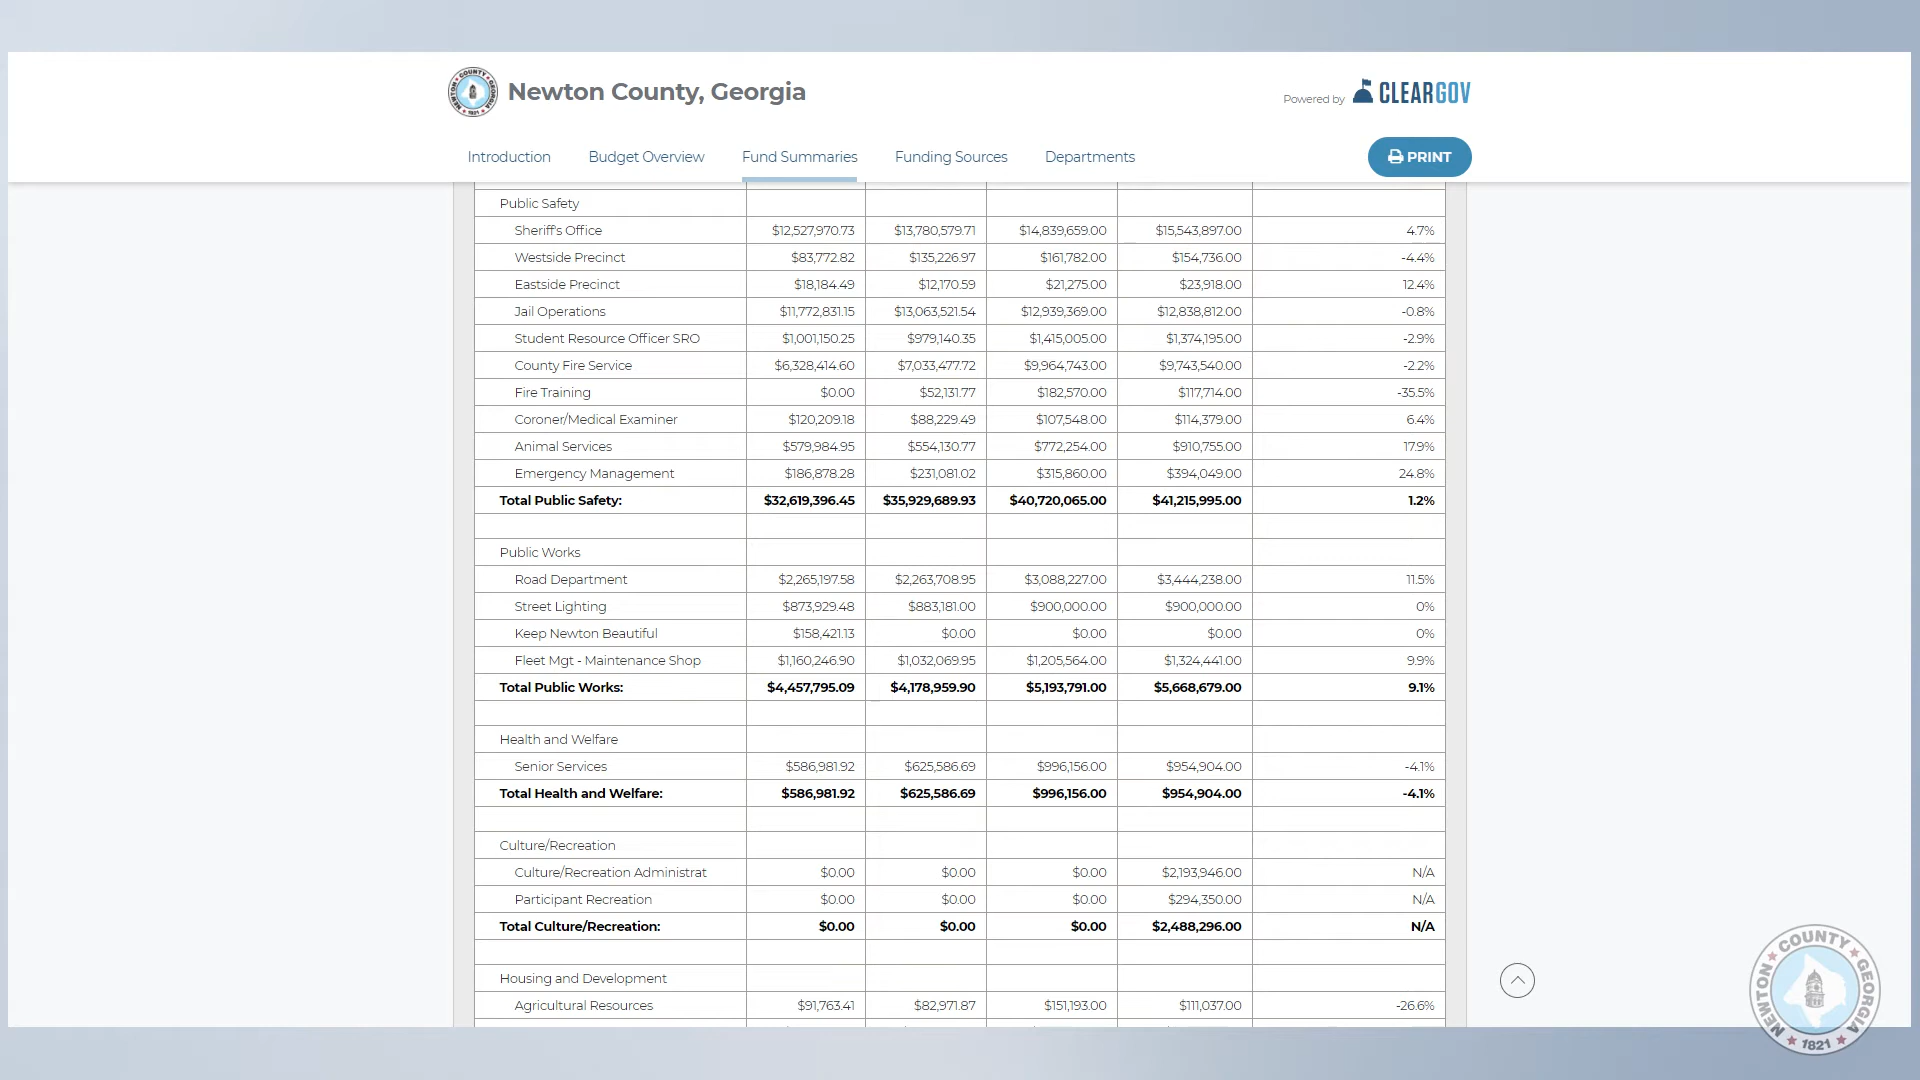 Newton County, Georgia
Powered by CLEARGOV
Introduction Budget Overview Fund Summaries Funding Sources Departments PRINT
Public Safety
Sheriff's Office $12,527,970.73 $13,780,579.71 $14,839,659.00 $15,543,897.00 4.7%
Westside Precinct $83,772.82 $135,226.97 $161,782.00 $154,736.00 -4.4%
Eastside Precinct $18,184.49 $12,170.59 $21,275.00 $23,918.00 12.4%
Jail Operations $11,772,831.15 $13,063,521.54 $12,939,369.00 $12,838,812.00 -0.8%
Student Resource Officer SRO $1,001,150.25 $979,140.35 $1,415,005.00 $1,374,195.00 -2.9%
County Fire Service $6,328,414.60 $7,033,477.72 $9,964,743.00 $9,743,540.00 -2.2%
Fire Training $0.00 $52,131.77 $182,570.00 $117,714.00 -35.5%
Coroner/Medical Examiner $120,209.18 $88,229.49 $107,548.00 $114,379.00 6.4%
Animal Services $579,984.95 $554,130.77 $772,254.00 $910,755.00 17.9%
Emergency Management $186,878.28 $231,081.02 $315,860.00 $394,049.00 24.8%
Total Public Safety: $32,619,396.45 $35,929,689.93 $40,720,065.00 $41,215,995.00 1.2%
Public Works
Road Department $2,265,197.58 $2,263,708.95 $3,088,227.00 $3,444,238.00 11.5%
Street Lighting $873,929.48 $883,181.00 $900,000.00 $900,000.00 0%
Keep Newton Beautiful $158,421.13 $0.00 $0.00 $0.00 0%
Fleet Mgt - Maintenance Shop $1,160,246.90 $1,032,069.95 $1,205,564.00 $1,324,441.00 9.9%
Total Public Works: $4,457,795.09 $4,178,959.90 $5,193,791.00 $5,668,679.00 9.1%
Health and Welfare
Senior Services $586,981.92 $625,586.69 $996,156.00 $954,904.00 -4.1%
Total Health and Welfare: $586,981.92 $625,586.69 $996,156.00 $954,904.00 -4.1%
Culture/Recreation
Culture/Recreation Administrat $0.00 $0.00 $0.00 $2,193,946.00 N/A
Participant Recreation $0.00 $0.00 $0.00 $294,350.00 N/A
Total Culture/Recreation: $0.00 $0.00 $0.00 $2,488,296.00 N/A
Housing and Development
Agricultural Resources $91,763.41 $82,971.87 $151,193.00 $111,037.00 -26.6%
NEWTON COUNTY GEORGIA
1821